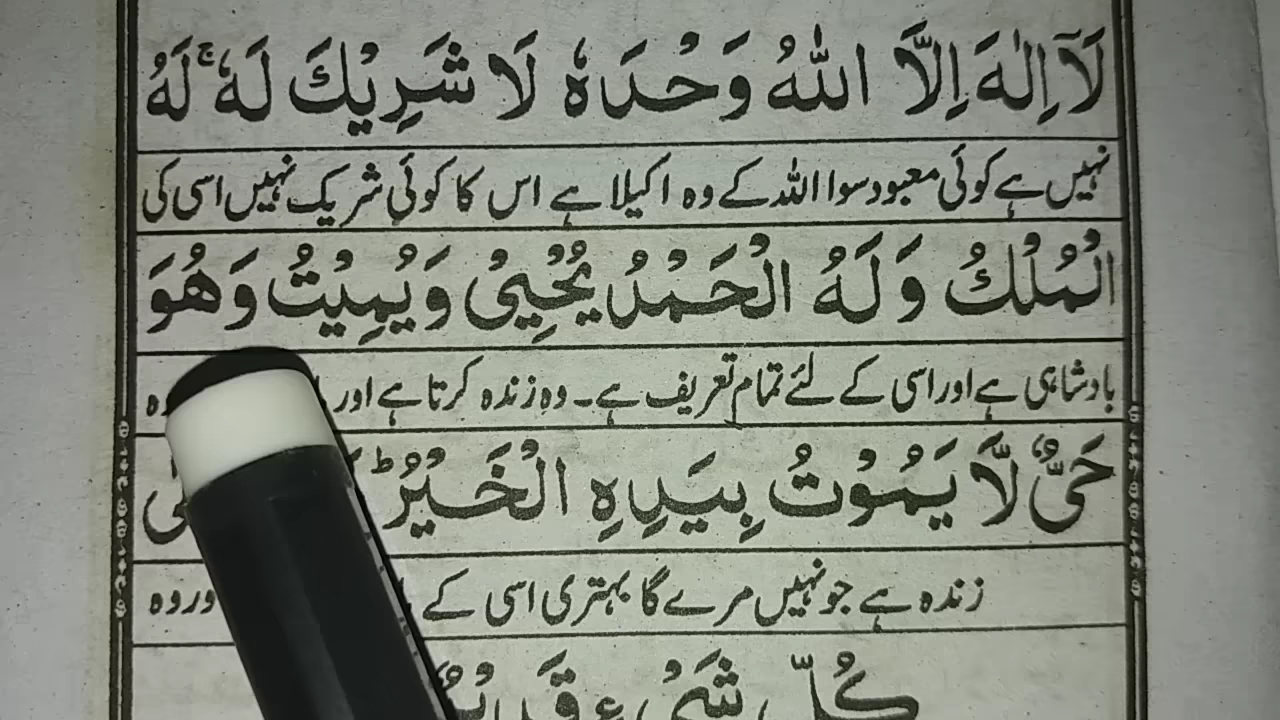 لَآ اِلٰهَ اِلَّا اللّٰهُ وَحْدَهٗ لَا شَرِيْكَ لَهٗ ۚ لَهُ
نہیں ہے کوئی معبود سوا اللہ کے وہ اکیلا ہے اس کا کوئی شریک نہیں اسی کی
الْمُلْكُ وَلَهُ الْحَمْدُ يُحْيِيْ وَيُمِيْتُ وَهُوَ
بادشاہی ہے اور اسی کے لئے تمام تعریف ہے۔ وہ زندہ کرتا ہے اور
حَیٌّ لَّا يَمُوْتُ بِيَدِهِ الْخَيْرُ ؕ
زندہ ہے جو نہیں مرے گا بہتری اسی کے
كُلِّ شَیْءٍ قَدِيْرٌ